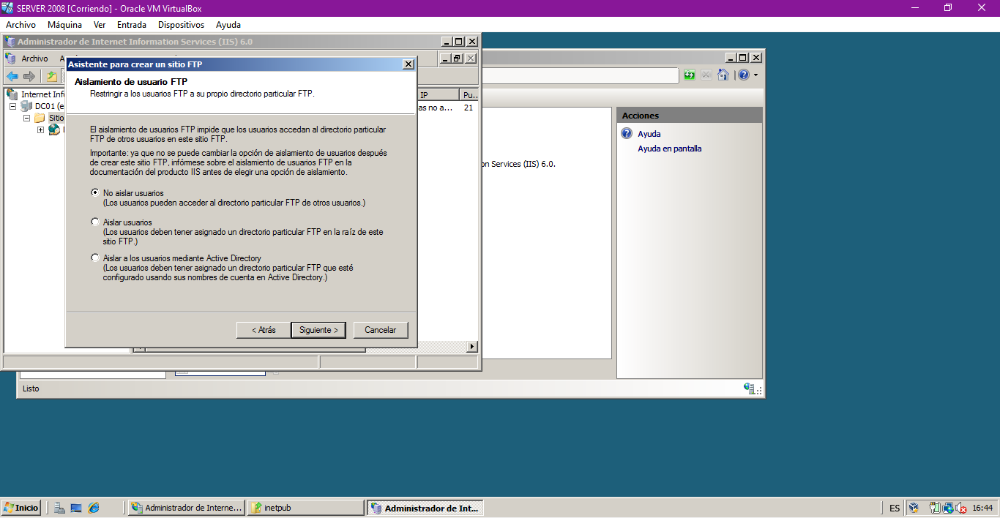 SERVER 2008 [Corriendo] - Oracle VM VirtualBox
Archivo Máquina Ver Entrada Dispositivos Ayuda
Administrador de Internet Information Services (IIS) 6.0
Archivo
Asistente para crear un sitio FTP
Aislamiento de usuario FTP
Restringir a los usuarios FTP a su propio directorio particular FTP.
Internet Inf
DC01 (e
Sitio
IP Pu...
as no a... 21
El aislamiento de usuarios FTP impide que los usuarios accedan al directorio particular
FTP de otros usuarios en este sitio FTP.
Importante: ya que no se puede cambiar la opción de aislamiento de usuarios después
de crear este sitio FTP, infórmese sobre el aislamiento de usuarios FTP en la
documentación del producto IIS antes de elegir una opción de aislamiento.
No aislar usuarios
(Los usuarios pueden acceder al directorio particular FTP de otros usuarios.)
Aislar usuarios
(Los usuarios deben tener asignado un directorio particular FTP en la raíz de este
sitio FTP.)
Aislar a los usuarios mediante Active Directory
(Los usuarios deben tener asignado un directorio particular FTP que esté
configurado usando sus nombres de cuenta en Active Directory.)
< Atrás Siguiente > Cancelar
on Services (IIS) 6.0.
Acciones
Ayuda
Ayuda en pantalla
Listo
Inicio Administrador de Interne... inetpub Administrador de Int... ES 16:44